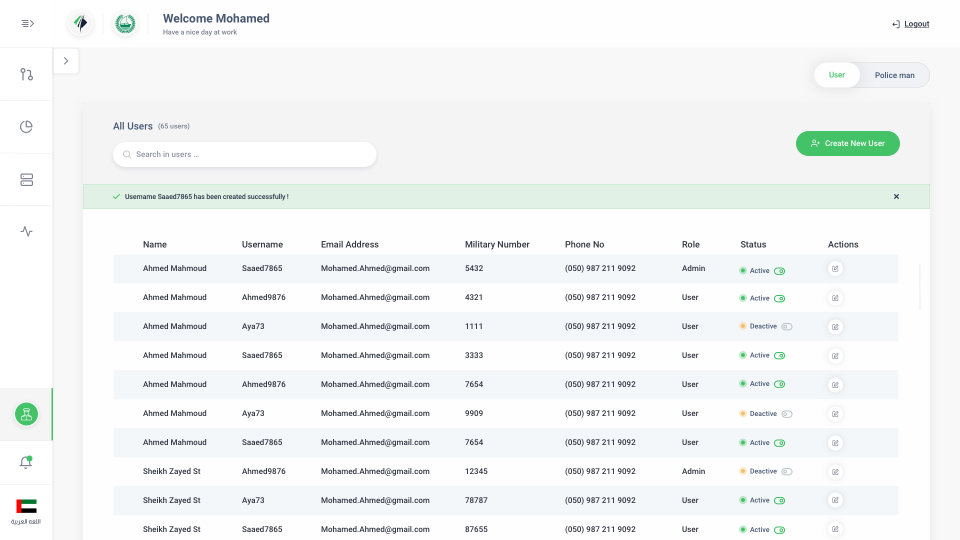 Welcome Mohamed
Have a nice day at work
Logout
User
Police man
All Users (65 users)
Search in users ...
Create New User
Username Saaed7865 has been created successfully !
Name Username Email Address Military Number Phone No Role Status Actions
Ahmed Mahmoud Saaed7865 Mohamed.Ahmed@gmail.com 5432 (050) 987 211 9092 Admin Active
Ahmed Mahmoud Ahmed9876 Mohamed.Ahmed@gmail.com 4321 (050) 987 211 9092 User Active
Ahmed Mahmoud Aya73 Mohamed.Ahmed@gmail.com 1111 (050) 987 211 9092 User Deactive
Ahmed Mahmoud Saaed7865 Mohamed.Ahmed@gmail.com 3333 (050) 987 211 9092 User Active
Ahmed Mahmoud Ahmed9876 Mohamed.Ahmed@gmail.com 7654 (050) 987 211 9092 User Active
Ahmed Mahmoud Aya73 Mohamed.Ahmed@gmail.com 9909 (050) 987 211 9092 User Deactive
Ahmed Mahmoud Saaed7865 Mohamed.Ahmed@gmail.com 7654 (050) 987 211 9092 User Active
Sheikh Zayed St Ahmed9876 Mohamed.Ahmed@gmail.com 12345 (050) 987 211 9092 Admin Deactive
Sheikh Zayed St Aya73 Mohamed.Ahmed@gmail.com 78787 (050) 987 211 9092 User Active
Sheikh Zayed St Saaed7865 Mohamed.Ahmed@gmail.com 87655 (050) 987 211 9092 User Active
اللغه العربية